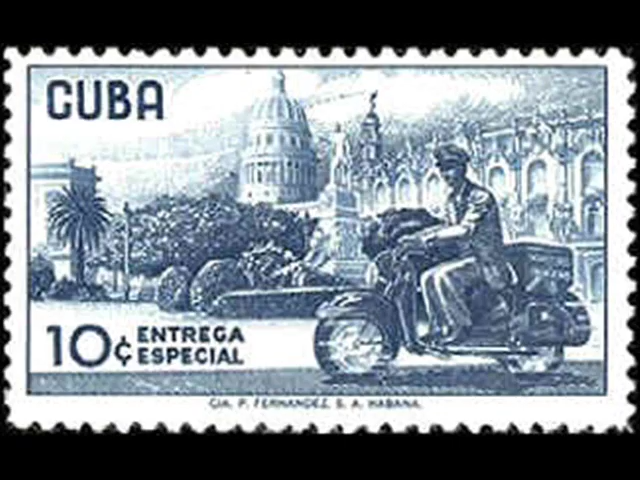 CUBA
10¢ ENTREGA
ESPECIAL
CIA. P. FERNANDEZ. S. A. HABANA.